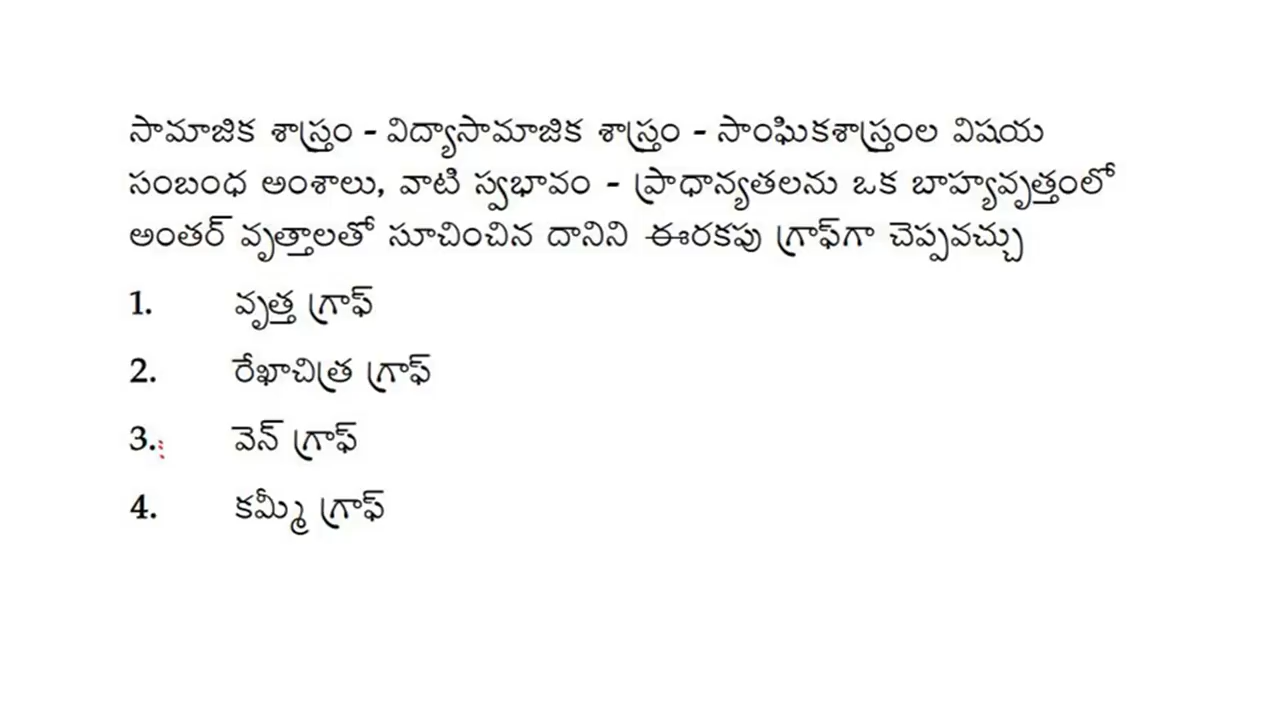 సామాజిక శాస్త్రం - విద్యాసామాజిక శాస్త్రం - సాంఘికశాస్త్రంల విషయ
సంబంధ అంశాలు, వాటి స్వభావం - ప్రాధాన్యతలను ఒక బాహ్యవృత్తంలో
అంతర్ వృత్తాలతో సూచించిన దానిని ఈరకపు గ్రాఫ్‌గా చెప్పవచ్చు
1. వృత్త గ్రాఫ్
2. రేఖాచిత్ర గ్రాఫ్
3. వెన్ గ్రాఫ్
4. కమ్మీ గ్రాఫ్